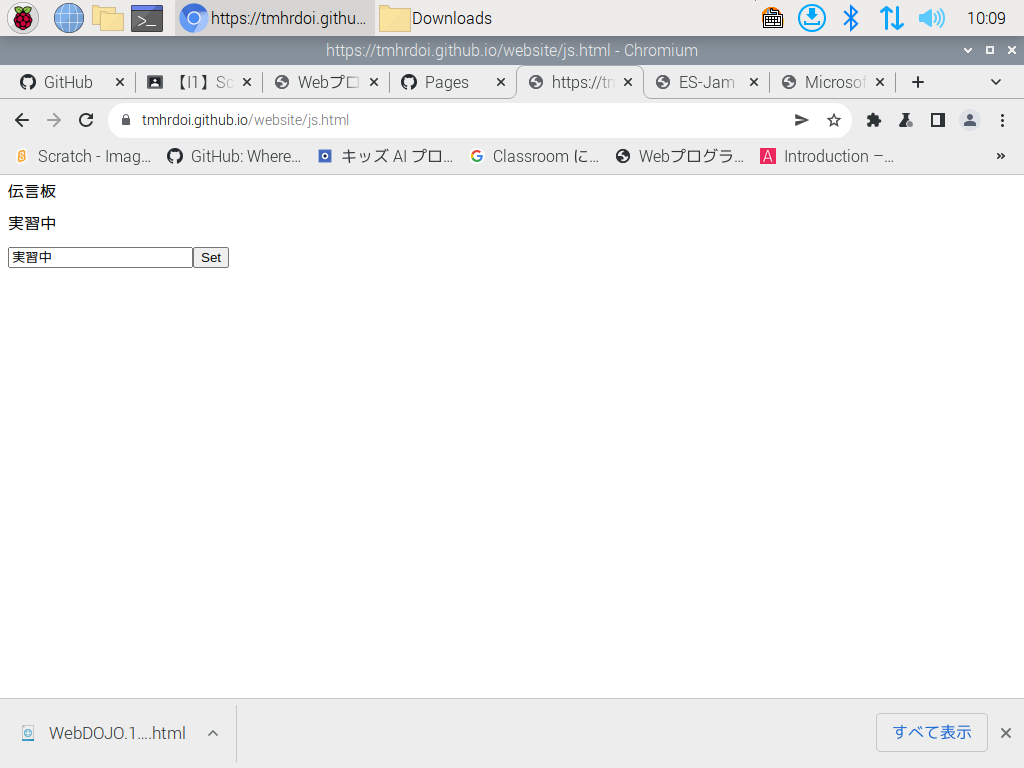 https://tmhrdoi.githu... Downloads 10:09
https://tmhrdoi.github.io/website/js.html - Chromium
GitHub 【I1】 Sc Webプロ Pages https://tm ES-Jam Microsof
tmhrdoi.github.io/website/js.html
Scratch - Imag... GitHub: Where... キッズ AI プロ... Classroom に... Webプログラ... Introduction –...
伝言板
実習中
実習中 Set
WebDOJO.1....html すべて表示